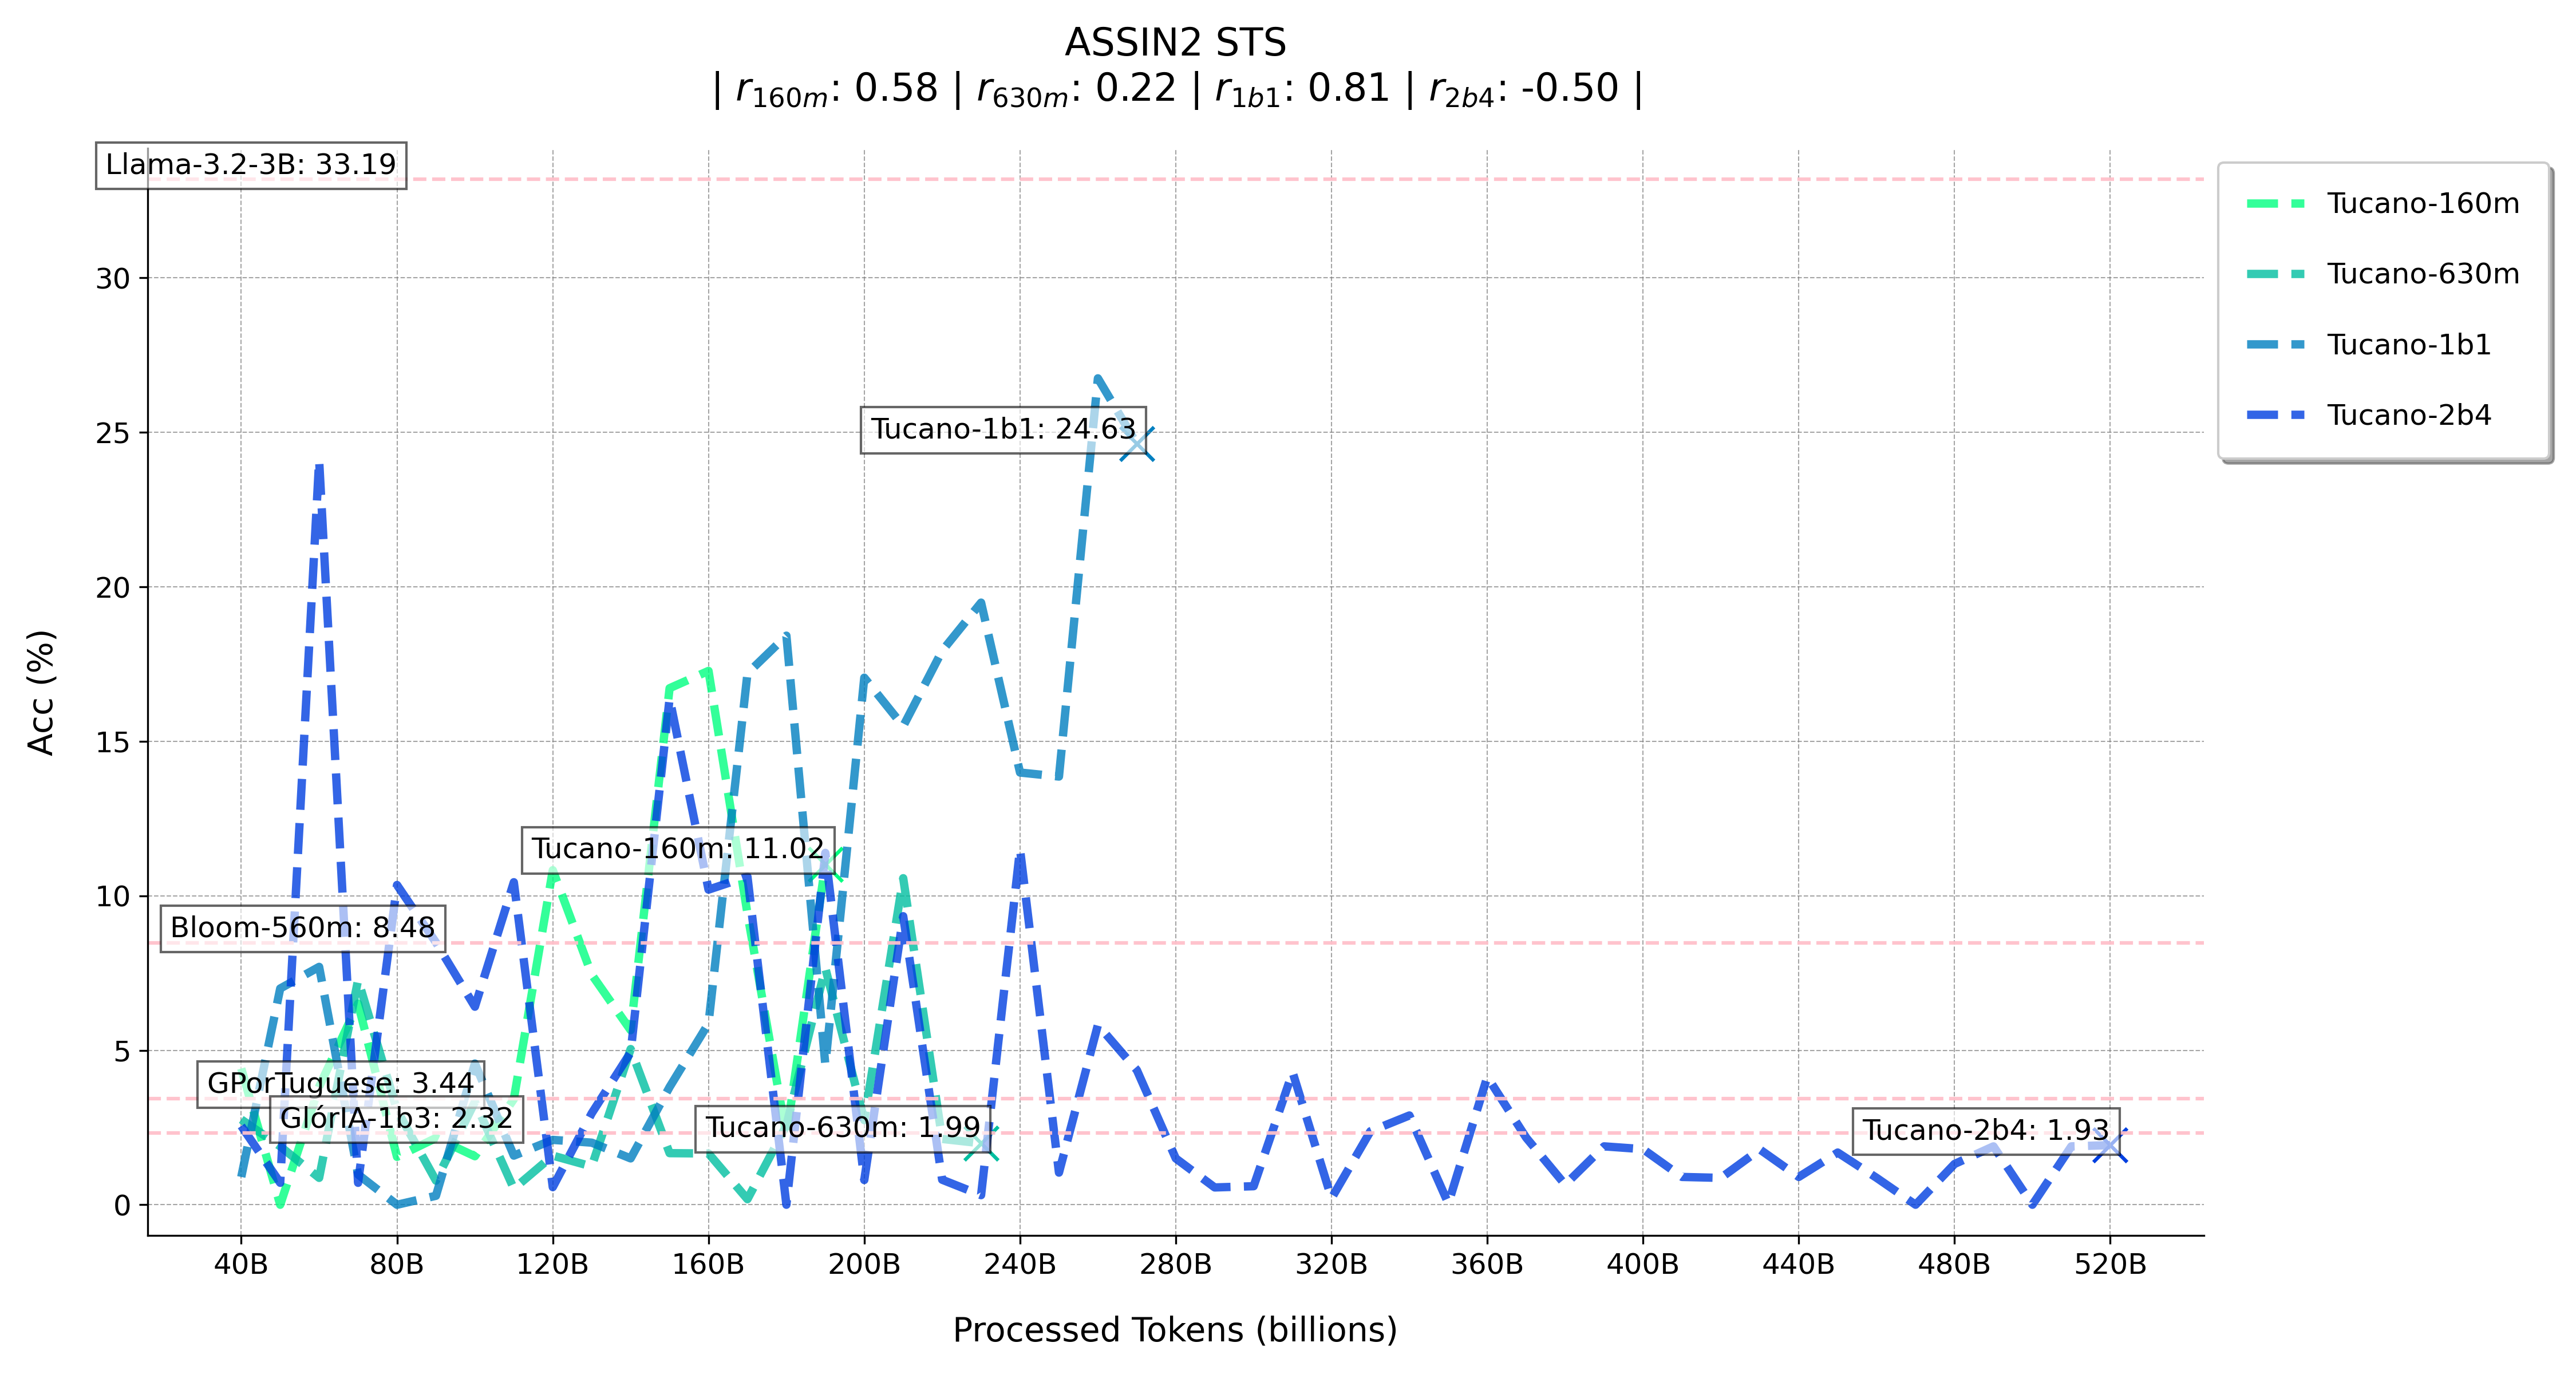 ASSIN2 STS
| r160m: 0.58 | r630m: 0.22 | r1b1: 0.81 | r2b4: -0.50 |
Llama-3.2-3B: 33.19
Tucano-160m
Tucano-630m
Tucano-1b1
Tucano-2b4
Tucano-1b1: 24.63
Tucano-160m: 11.02
Bloom-560m: 8.48
GPorTuguese: 3.44
GlórIA-1b3: 2.32
Tucano-630m: 1.99
Tucano-2b4: 1.93
Acc (%)
30
25
20
15
10
5
0
40B 80B 120B 160B 200B 240B 280B 320B 360B 400B 440B 480B 520B
Processed Tokens (billions)